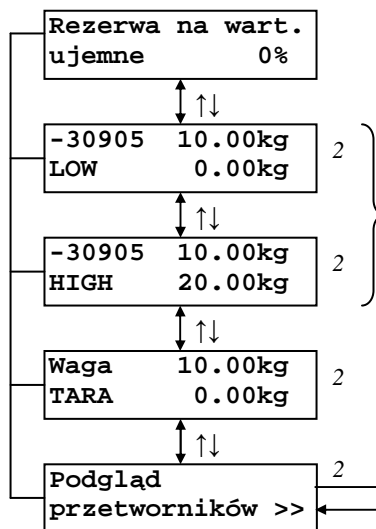 Rezerwa na wart.
ujemne 0%
↑↓
-30905 10.00kg 2
LOW 0.00kg
↑↓
-30905 10.00kg 2
HIGH 20.00kg
↑↓
Waga 10.00kg 2
TARA 0.00kg
↑↓
Podgląd 2
przetworników >>